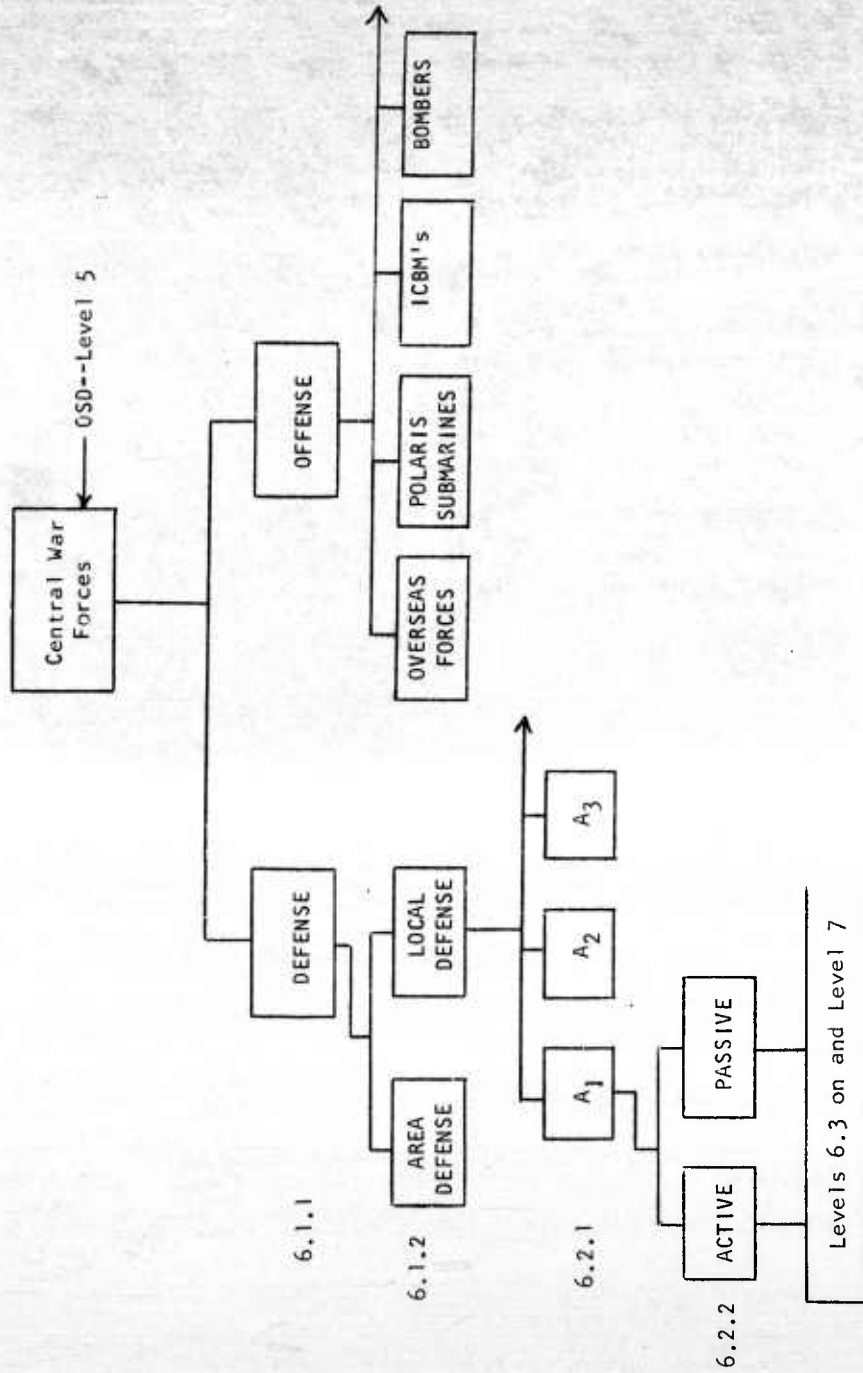 Central War
Forces
OSD--Level 5
6.1.1
DEFENSE
OFFENSE
6.1.2
AREA
DEFENSE
LOCAL
DEFENSE
OVERSEAS
FORCES
POLARIS
SUBMARINES
ICBM's
BOMBERS
6.2.1
A1
A2
A3
6.2.2
ACTIVE
PASSIVE
Levels 6.3 on and Level 7